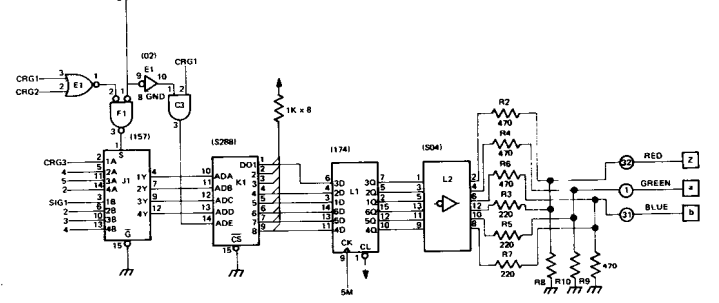 (02)
CRG1
3
1
E1
9
10
CRG1
CRG2
2
E1
2
1
8 GND
1
2
F1
C3
1K x 8
3
3
1
(157)
(S288)
(174)
(S04)
S
R2
470
CRG3 2 1A J1 1Y 4 10 ADA DO1 1
R4
470
4 5 2A 2Y 7 11 ADB K1 2
5 11 3A 3Y 9 12 ADC 3
2 14 4A 4Y 12 13 ADD 4
SIG1 3 1B 14 ADE 5
2 6 2B 6
3 10 3B 7
4 13 4B 8 9
15 G
CS
15
L1
6 3D 3Q 7 1
4 2D 2Q 5 3
3 1D 1Q 2 5
6D 6Q 15 13
5D 5Q 12 11
11 4D 4Q 10 9
CK CL
9 1
5M
L2
2
4
6
12
10
8
R6
470
R3
220
R5
220
R7
220
32 RED Z
1 GREEN a
31 BLUE b
R8 R10 R9 470